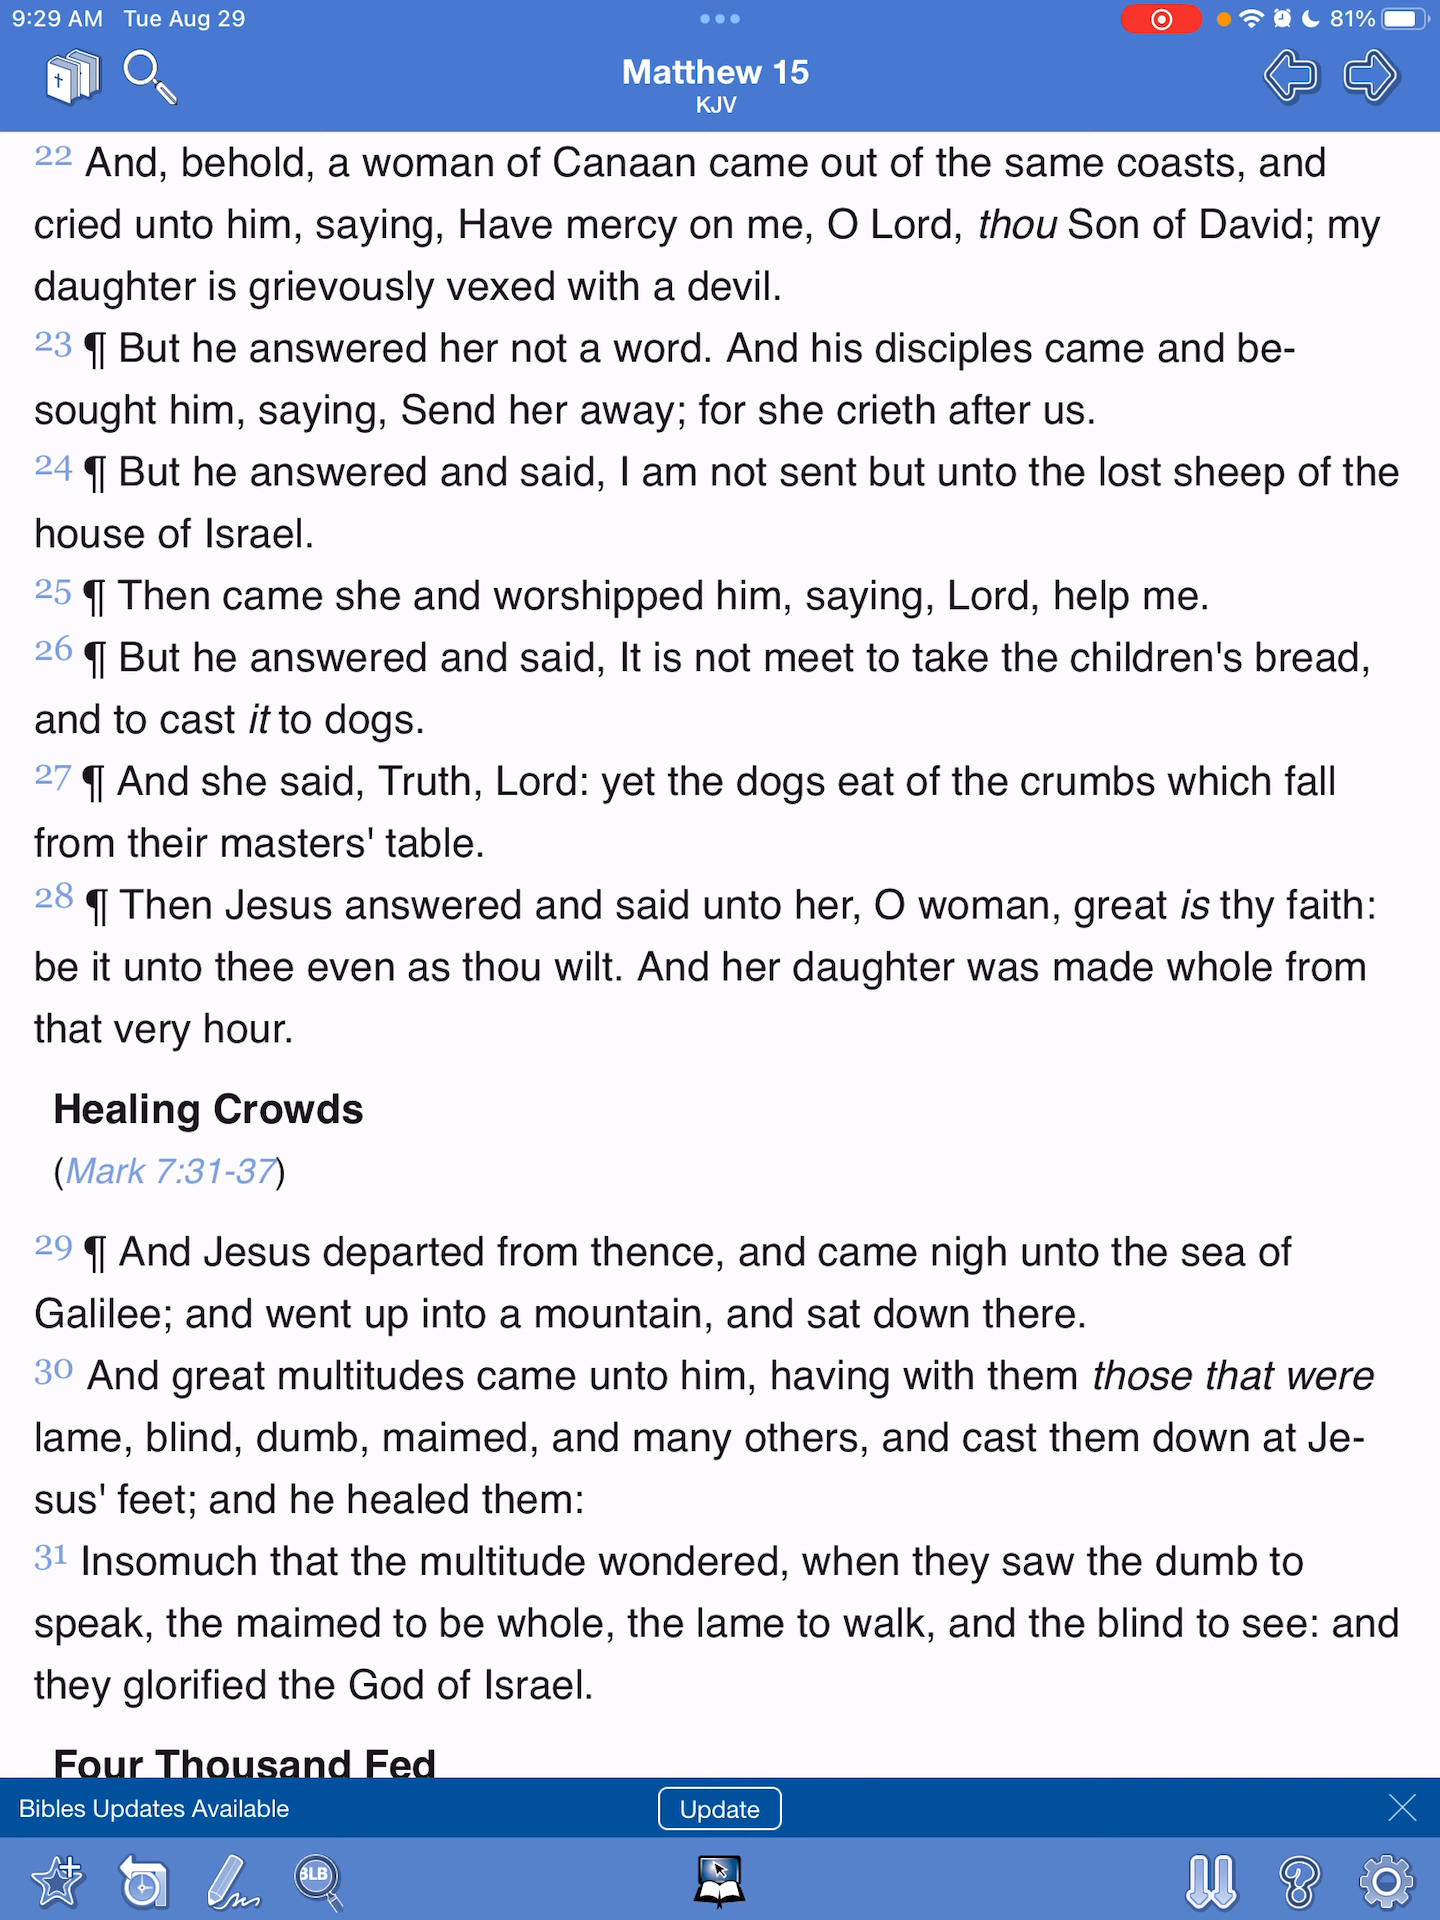 9:29 AM Tue Aug 29
81%
Matthew 15
KJV
22 And, behold, a woman of Canaan came out of the same coasts, and
cried unto him, saying, Have mercy on me, O Lord, thou Son of David; my
daughter is grievously vexed with a devil.
23 ¶ But he answered her not a word. And his disciples came and be-
sought him, saying, Send her away; for she crieth after us.
24 ¶ But he answered and said, I am not sent but unto the lost sheep of the
house of Israel.
25 ¶ Then came she and worshipped him, saying, Lord, help me.
26 ¶ But he answered and said, It is not meet to take the children's bread,
and to cast it to dogs.
27 ¶ And she said, Truth, Lord: yet the dogs eat of the crumbs which fall
from their masters' table.
28 ¶ Then Jesus answered and said unto her, O woman, great is thy faith:
be it unto thee even as thou wilt. And her daughter was made whole from
that very hour.
Healing Crowds
(Mark 7:31-37)
29 ¶ And Jesus departed from thence, and came nigh unto the sea of
Galilee; and went up into a mountain, and sat down there.
30 And great multitudes came unto him, having with them those that were
lame, blind, dumb, maimed, and many others, and cast them down at Je-
sus' feet; and he healed them:
31 Insomuch that the multitude wondered, when they saw the dumb to
speak, the maimed to be whole, the lame to walk, and the blind to see: and
they glorified the God of Israel.
Four Thousand Fed
Bibles Updates Available
Update
BLB